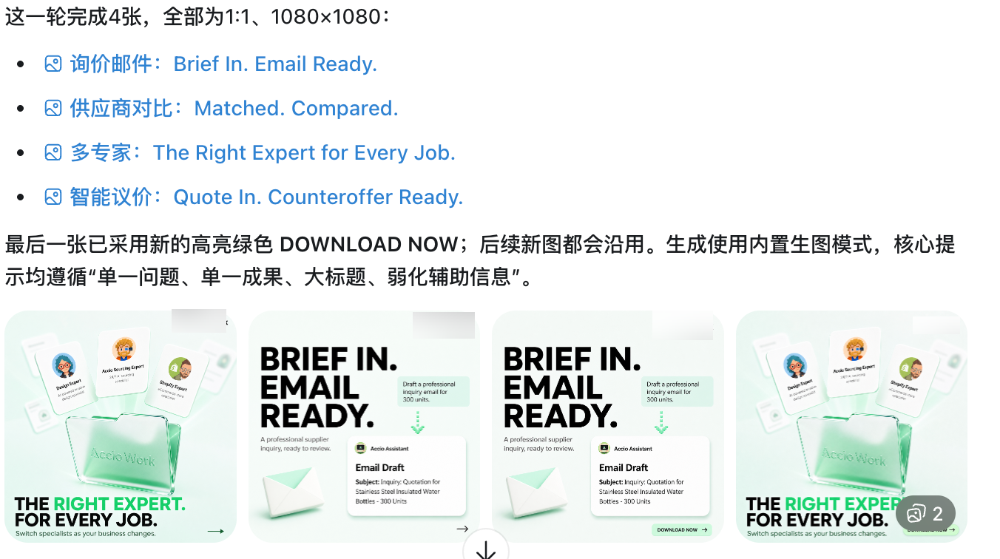 这一轮完成4张，全部为1:1、1080×1080：
询价邮件：Brief In. Email Ready.
供应商对比：Matched. Compared.
多专家：The Right Expert for Every Job.
智能议价：Quote In. Counteroffer Ready.
最后一张已采用新的高亮绿色 DOWNLOAD NOW；后续新图都会沿用。生成使用内置生图模式，核心提
示均遵循“单一问题、单一成果、大标题、弱化辅助信息”。
Design Expert
Accio Sourcing Expert
Shopify Expert
Accio Work
THE RIGHT EXPERT.
FOR EVERY JOB.
Switch specialists as your business changes.
BRIEF IN.
EMAIL
READY.
A professional supplier
inquiry, ready to review.
Draft a professional
inquiry email for
300 units.
Accio Assistant
Email Draft
Subject: Inquiry: Quotation for
Stainless Steel Insulated Water
Bottles - 300 Units
BRIEF IN.
EMAIL
READY.
A professional supplier
inquiry, ready to review.
Draft a professional
inquiry email for
300 units.
Accio Assistant
Email Draft
Subject: Inquiry: Quotation for
Stainless Steel Insulated Water
Bottles - 300 Units
DOWNLOAD NOW
Design Expert
Accio Sourcing Expert
Shopify Expert
Accio Work
THE RIGHT EXPER
FOR EVERY JOB.
Switch specialists as your business changes.
2